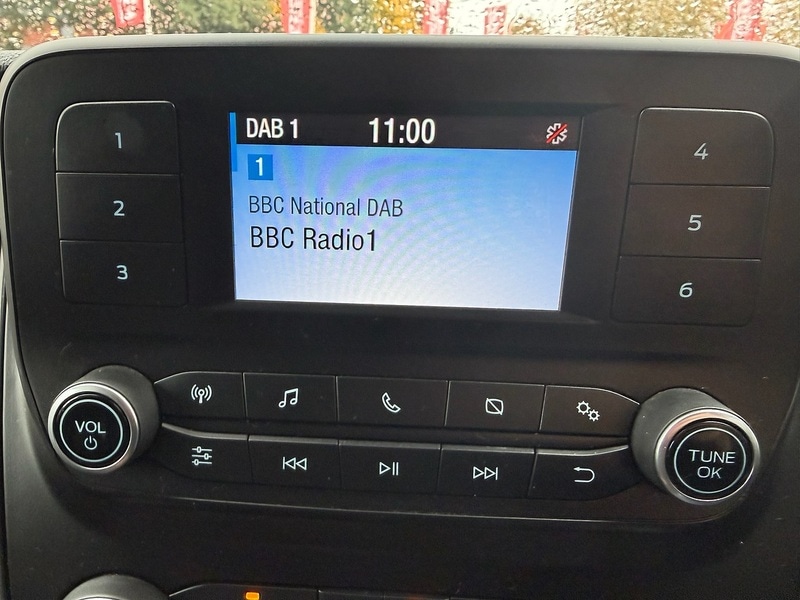 DAB 1 11:00
1
BBC National DAB
BBC Radio1
1
2
3
4
5
6
VOL
TUNE
OK